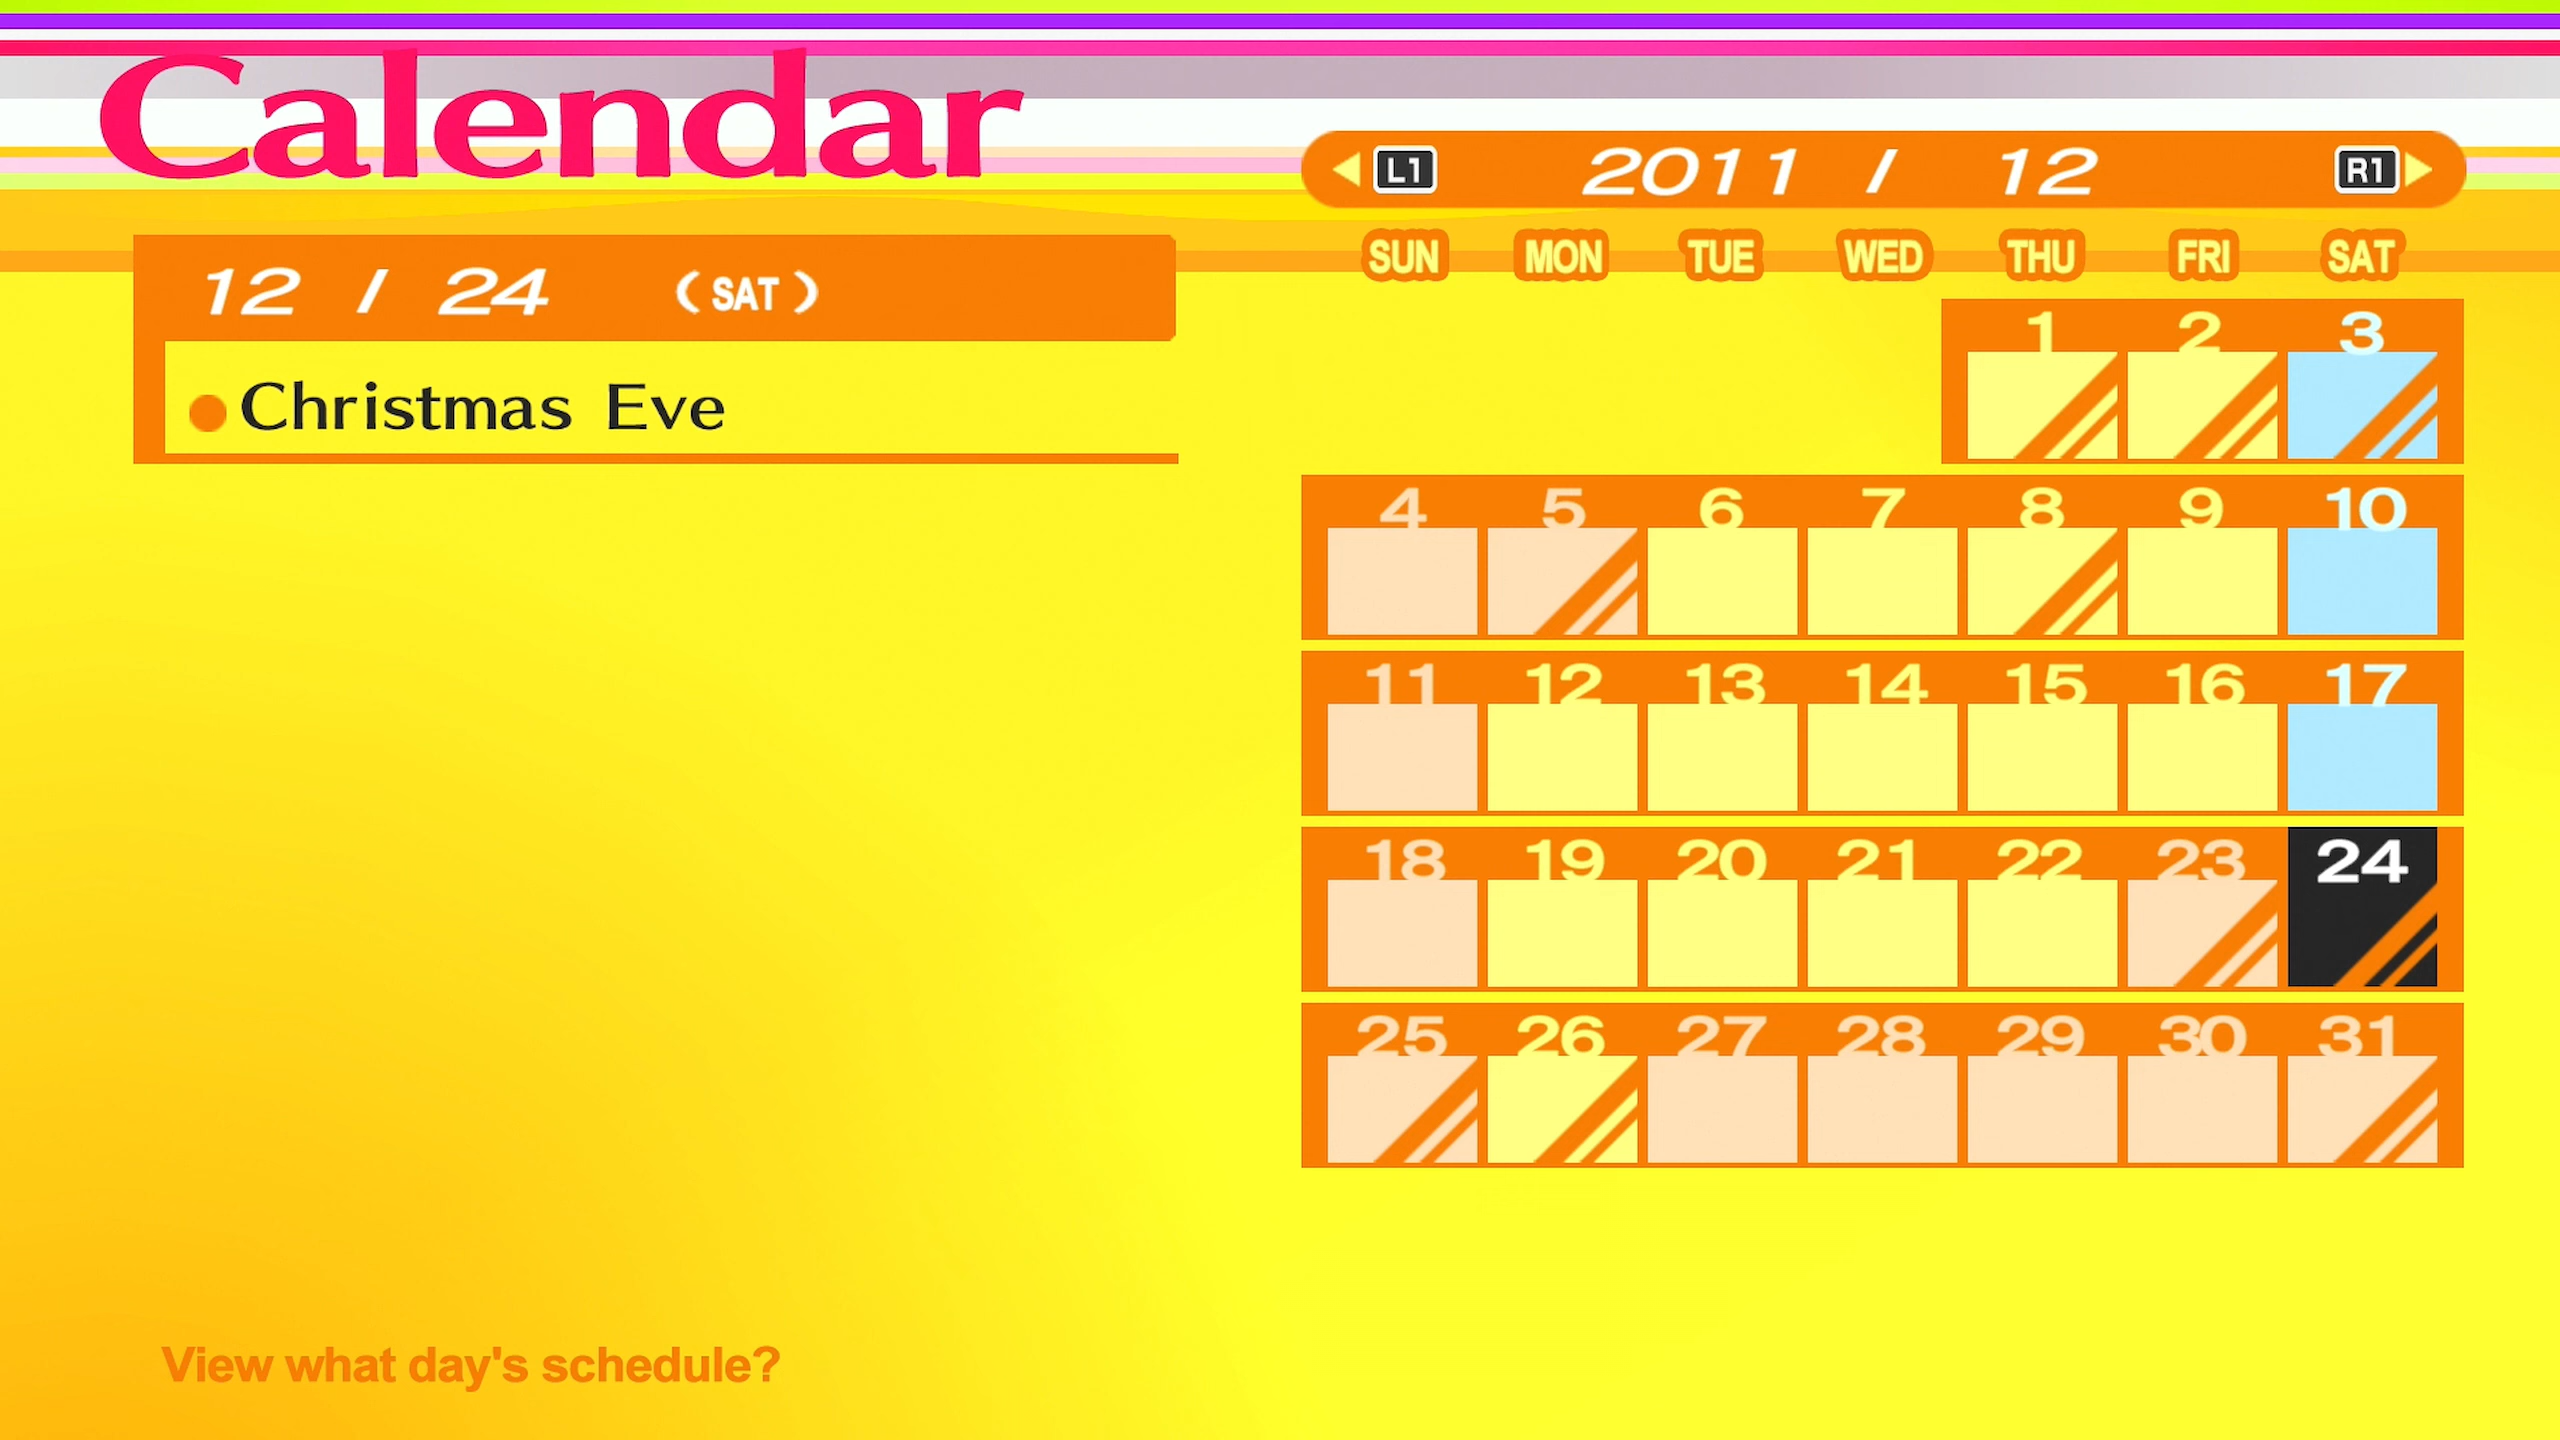 Calendar
L1 2011 / 12 R1
12 / 24 (SAT)
Christmas Eve
SUN MON TUE WED THU FRI SAT
1 2 3
4 5 6 7 8 9 10
11 12 13 14 15 16 17
18 19 20 21 22 23 24
25 26 27 28 29 30 31
View what day's schedule?